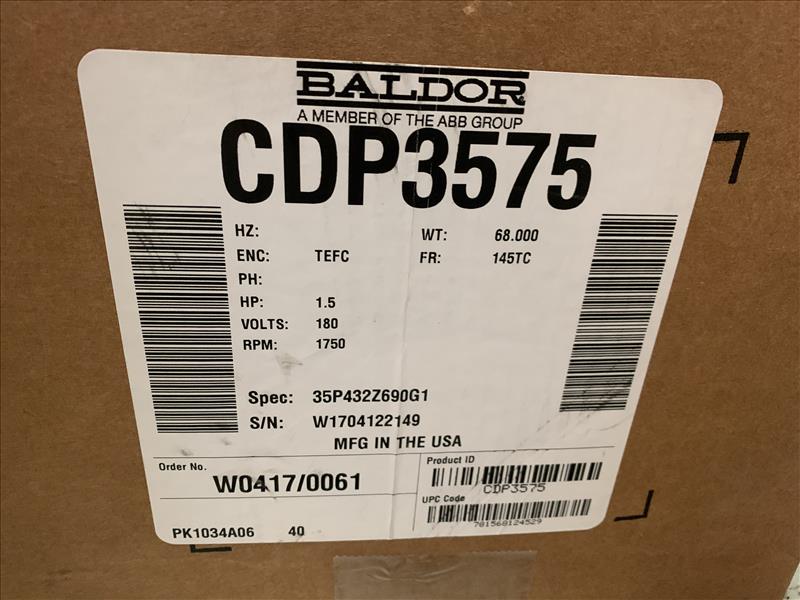 BALDOR
A MEMBER OF THE ABB GROUP
CDP3575
HZ:
WT: 68.000
ENC: TEFC
FR: 145TC
PH:
HP: 1.5
VOLTS: 180
RPM: 1750
Spec: 35P432Z690G1
S/N: W1704122149
MFG IN THE USA
Order No.
W0417/0061
Product ID
CDP3575
UPC Code
781568124529
PK1034A06 40